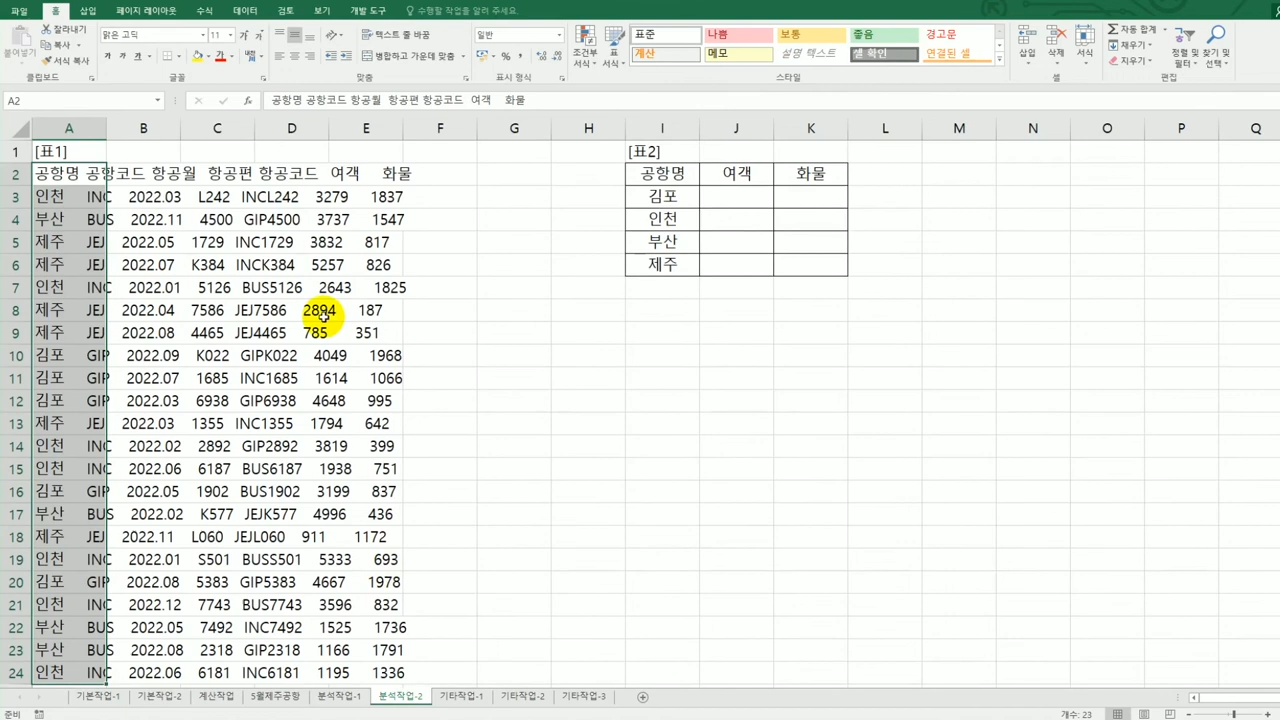 파일 홈 삽입 페이지 레이아웃 수식 데이터 검토 보기 개발 도구 수행할 작업을 알려 주세요.
잘라내기
복사
서식 복사
붙여넣기
클립보드
맑은 고딕 11
가 가 가
글꼴
텍스트 줄 바꿈
병합하고 가운데 맞춤
맞춤
일반
표시 형식
조건부 서식 표 서식
표준 나쁨 보통 좋음 경고문
계산 메모 설명 텍스트 셀 확인 연결된 셀
스타일
삽입 삭제 서식
셀
자동 합계
채우기
지우기
정렬 및 필터 찾기 및 선택
편집
A2 fx 공항명 공항코드 항공월 항공편 항공코드 여객 화물
A B C D E F G H I J K L M N O P Q
1 [표1] [표2]
2 공항명 공항코드 항공월 항공편 항공코드 여객 화물 공항명 여객 화물
3 인천 INC 2022.03 L242 INCL242 3279 1837 김포
4 부산 BUS 2022.11 4500 GIP4500 3737 1547 인천
5 제주 JEJ 2022.05 1729 INC1729 3832 817 부산
6 제주 JEJ 2022.07 K384 INCK384 5257 826 제주
7 인천 INC 2022.01 5126 BUS5126 2643 1825
8 제주 JEJ 2022.04 7586 JEJ7586 2894 187
9 제주 JEJ 2022.08 4465 JEJ4465 785 351
10 김포 GIP 2022.09 K022 GIPK022 4049 1968
11 김포 GIP 2022.07 1685 INC1685 1614 1066
12 김포 GIP 2022.03 6938 GIP6938 4648 995
13 제주 JEJ 2022.03 1355 INC1355 1794 642
14 인천 INC 2022.02 2892 GIP2892 3819 399
15 인천 INC 2022.06 6187 BUS6187 1938 751
16 김포 GIP 2022.05 1902 BUS1902 3199 837
17 부산 BUS 2022.02 K577 JEJK577 4996 436
18 제주 JEJ 2022.11 L060 JEJL060 911 1172
19 인천 INC 2022.01 S501 BUSS501 5333 693
20 김포 GIP 2022.08 5383 GIP5383 4667 1978
21 인천 INC 2022.12 7743 BUS7743 3596 832
22 부산 BUS 2022.05 7492 INC7492 1525 1736
23 부산 BUS 2022.08 2318 GIP2318 1166 1791
24 인천 INC 2022.06 6181 INC6181 1195 1336
기본작업-1 기본작업-2 계산작업 5월제주공항 분석작업-1 분석작업-2 기타작업-1 기타작업-2 기타작업-3
준비 개수: 23